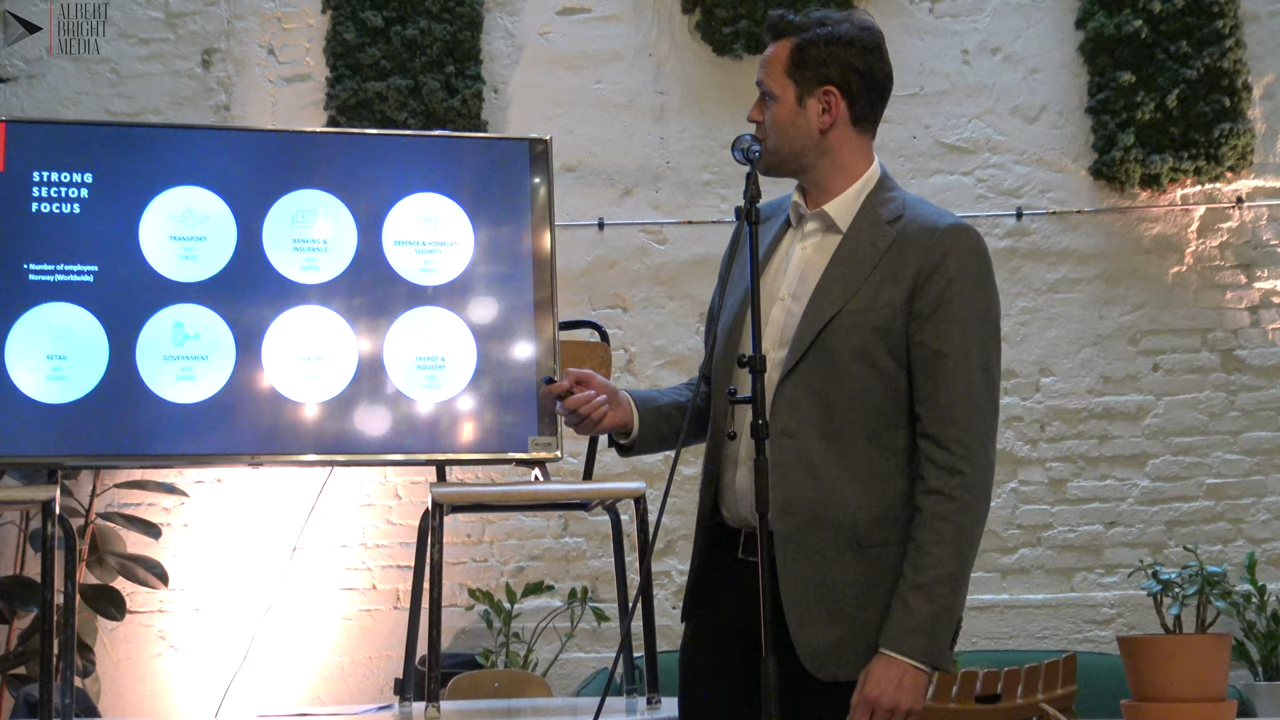 ALBERT
BRIGHT
MEDIA
STRONG
SECTOR
FOCUS
TRANSPORT
BANKING &
INSURANCE
DEFENCE & HOMELAND
SECURITY
* Number of employees
Norway (Worldwide)
RETAIL
GOVERNMENT
HEALTH
ENERGY &
INDUSTRY